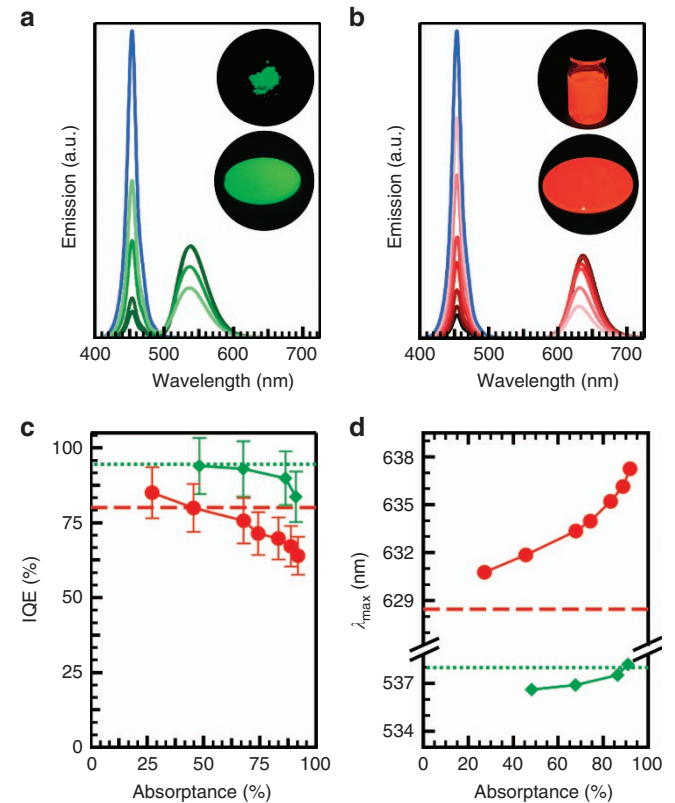 a
b
Emission (a.u.)
400 500 600 700
Wavelength (nm)
Emission (a.u.)
400 500 600 700
Wavelength (nm)
c
d
100
75
50
25
0
IQE (%)
0 25 50 75 100
Absorptance (%)
638
635
632
629
537
534
λmax (nm)
0 20 40 60 80 100
Absorptance (%)